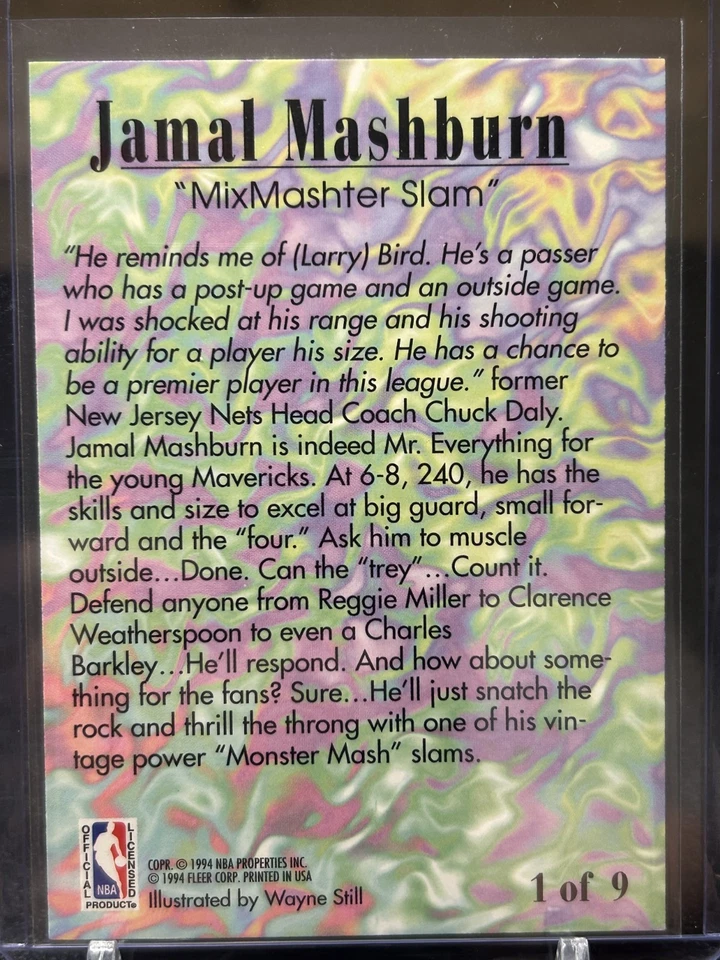 Jamal Mashburn
“MixMashter Slam”
“He reminds me of (Larry) Bird. He’s a passer
who has a post-up game and an outside game.
I was shocked at his range and his shooting
ability for a player his size. He has a chance to
be a premier player in this league.” former
New Jersey Nets Head Coach Chuck Daly.
Jamal Mashburn is indeed Mr. Everything for
the young Mavericks. At 6-8, 240, he has the
skills and size to excel at big guard, small for-
ward and the “four.” Ask him to muscle
outside...Done. Can the “trey”...Count it.
Defend anyone from Reggie Miller to Clarence
Weatherspoon to even a Charles
Barkley...He’ll respond. And how about some-
thing for the fans? Sure...He’ll just snatch the
rock and thrill the throng with one of his vin-
tage power “Monster Mash” slams.
OFFICIAL LICENSED
NBA
PRODUCT®
COPR. © 1994 NBA PROPERTIES INC.
© 1994 FLEER CORP. PRINTED IN USA
Illustrated by Wayne Still
1 of 9